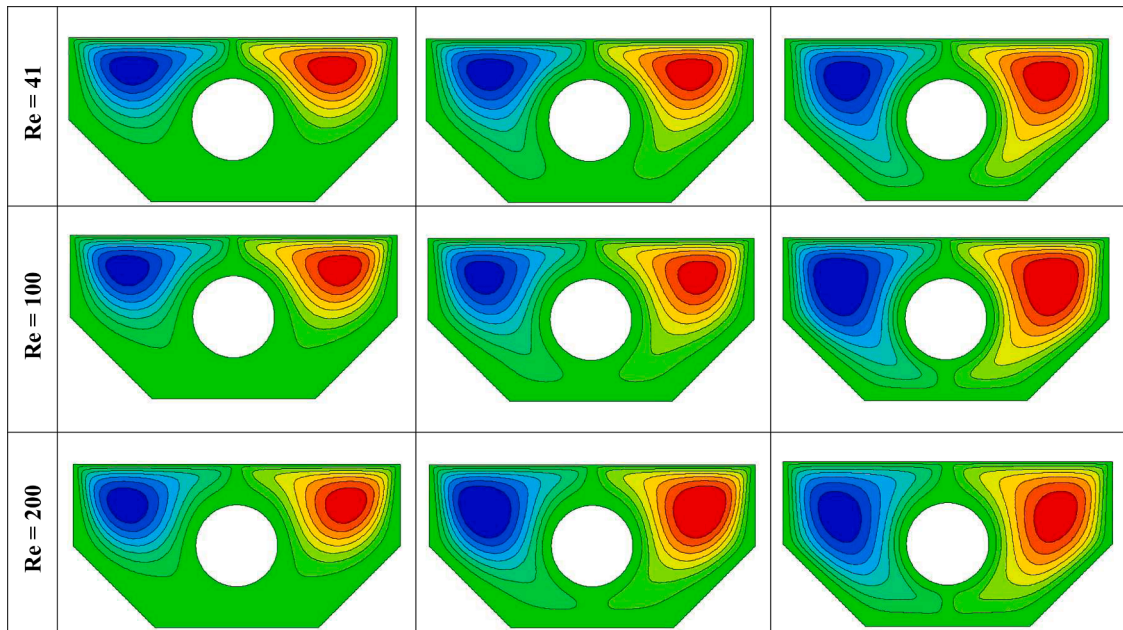 Re = 41
Re = 100
Re = 200